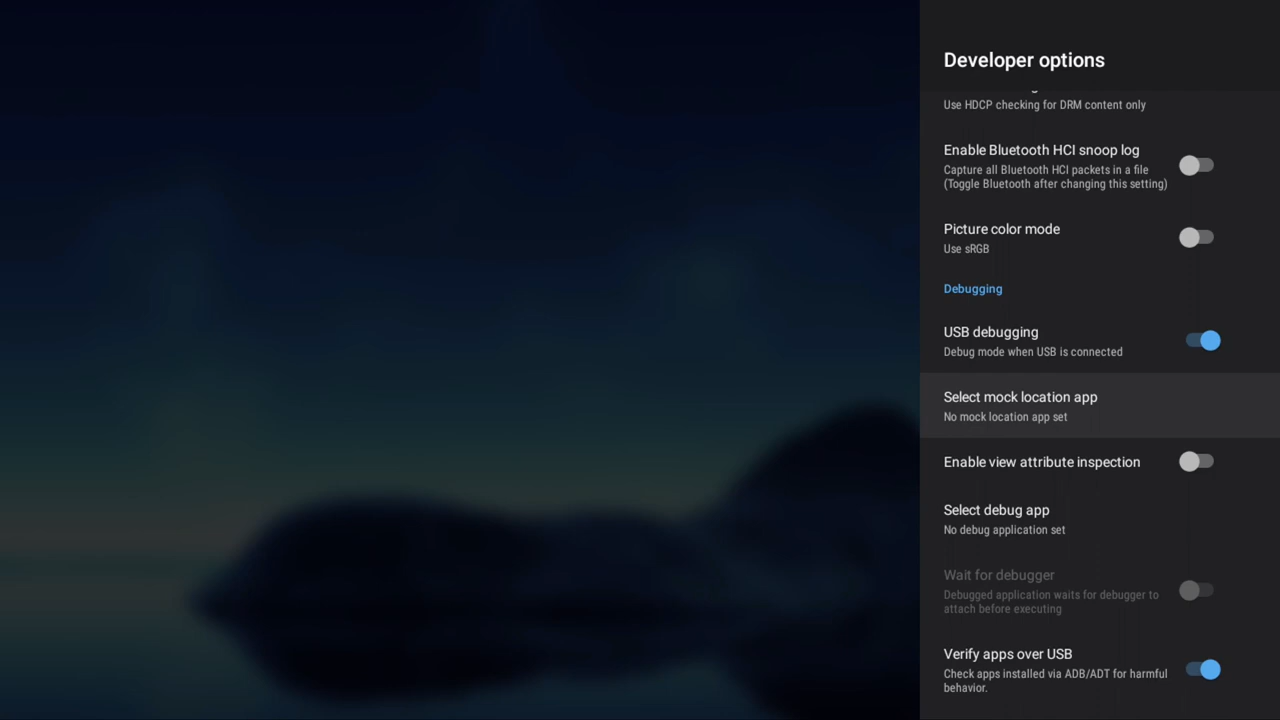 Developer options
Use HDCP checking for DRM content only
Enable Bluetooth HCI snoop log
Capture all Bluetooth HCI packets in a file
(Toggle Bluetooth after changing this setting)
Picture color mode
Use sRGB
Debugging
USB debugging
Debug mode when USB is connected
Select mock location app
No mock location app set
Enable view attribute inspection
Select debug app
No debug application set
Wait for debugger
Debugged application waits for debugger to
attach before executing
Verify apps over USB
Check apps installed via ADB/ADT for harmful
behavior.